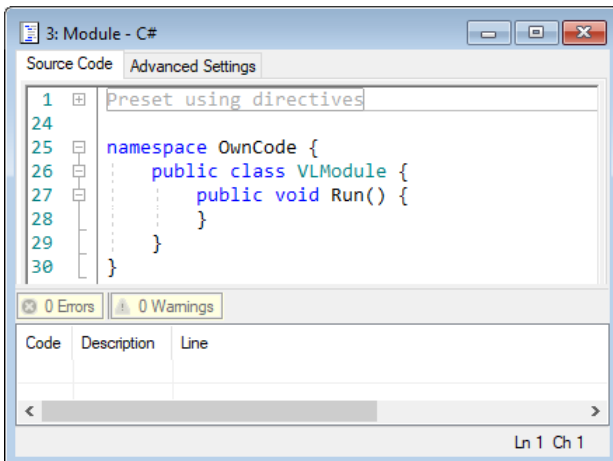 3: Module - C#
Source Code Advanced Settings
1 Preset using directives
24
25 namespace OwnCode {
26 public class VLModule {
27 public void Run() {
28 }
29 }
30 }
0 Errors 0 Warnings
Code Description Line
Ln 1 Ch 1